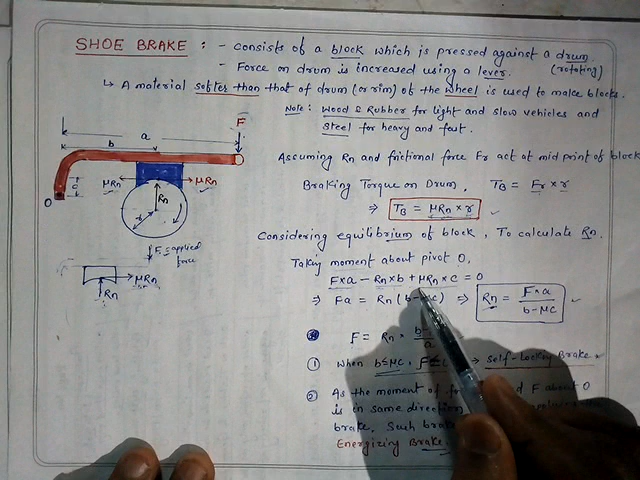 SHOE BRAKE : - Consists of a block which is pressed against a drum.
- Force on drum is increased using a lever. (rotating)
↳ A material softer than that of drum (or rim) of the wheel is used to make blocks.
Note: Wood & Rubber for light and slow vehicles and
Steel for heavy and fast.
a
F
b
Assuming Rn and frictional force Fr act at mid point of block
μRn
μRn
c
Rn
O
r
Braking Torque on Drum, TB = Fr × r
⇒ TB = μRn × r
Considering equilibrium of block, To calculate Rn.
F = applied force
μRn
Rn
Taking moment about pivot O,
F×a - Rn×b + μRn × c = 0
⇒ Fa = Rn (b - μc) ⇒ Rn = F×a / b-μc
F = Rn ×
a
① When b≤μc, F≤ ⇒ self-locking Brake.
② As the moment of F about O
is in same direction
brake. Such
Energizing Brake